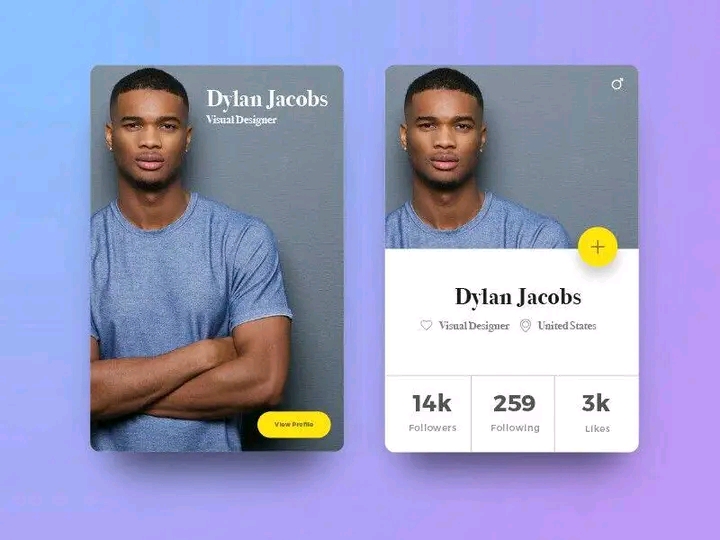 Dylan Jacobs
Visual Designer
View Profile
Dylan Jacobs
Visual Designer United States
14k 259 3k
Followers Following Likes